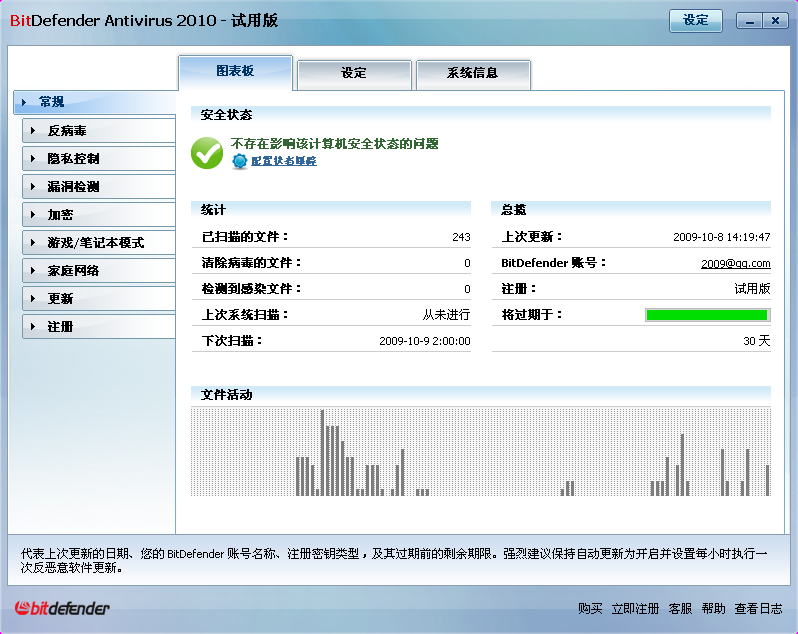 BitDefender Antivirus 2010 - 试用版
设定
图表板
设定
系统信息
常规
反病毒
隐私控制
漏洞检测
加密
游戏/笔记本模式
家庭网络
更新
注册
安全状态
不存在影响该计算机安全状态的问题
配置状态跟踪
统计
已扫描的文件： 243
清除病毒的文件： 0
检测到感染文件： 0
上次系统扫描： 从未进行
下次扫描： 2009-10-9 2:00:00
总揽
上次更新： 2009-10-8 14:19:47
BitDefender 账号： 2009@qq.com
注册： 试用版
将过期于：
30 天
文件活动
代表上次更新的日期、您的 BitDefender 账号名称、注册密钥类型，及其过期前的剩余期限。强烈建议保持自动更新为开启并设置每小时执行一
次反恶意软件更新。
bitdefender
购买 立即注册 客服 帮助 查看日志